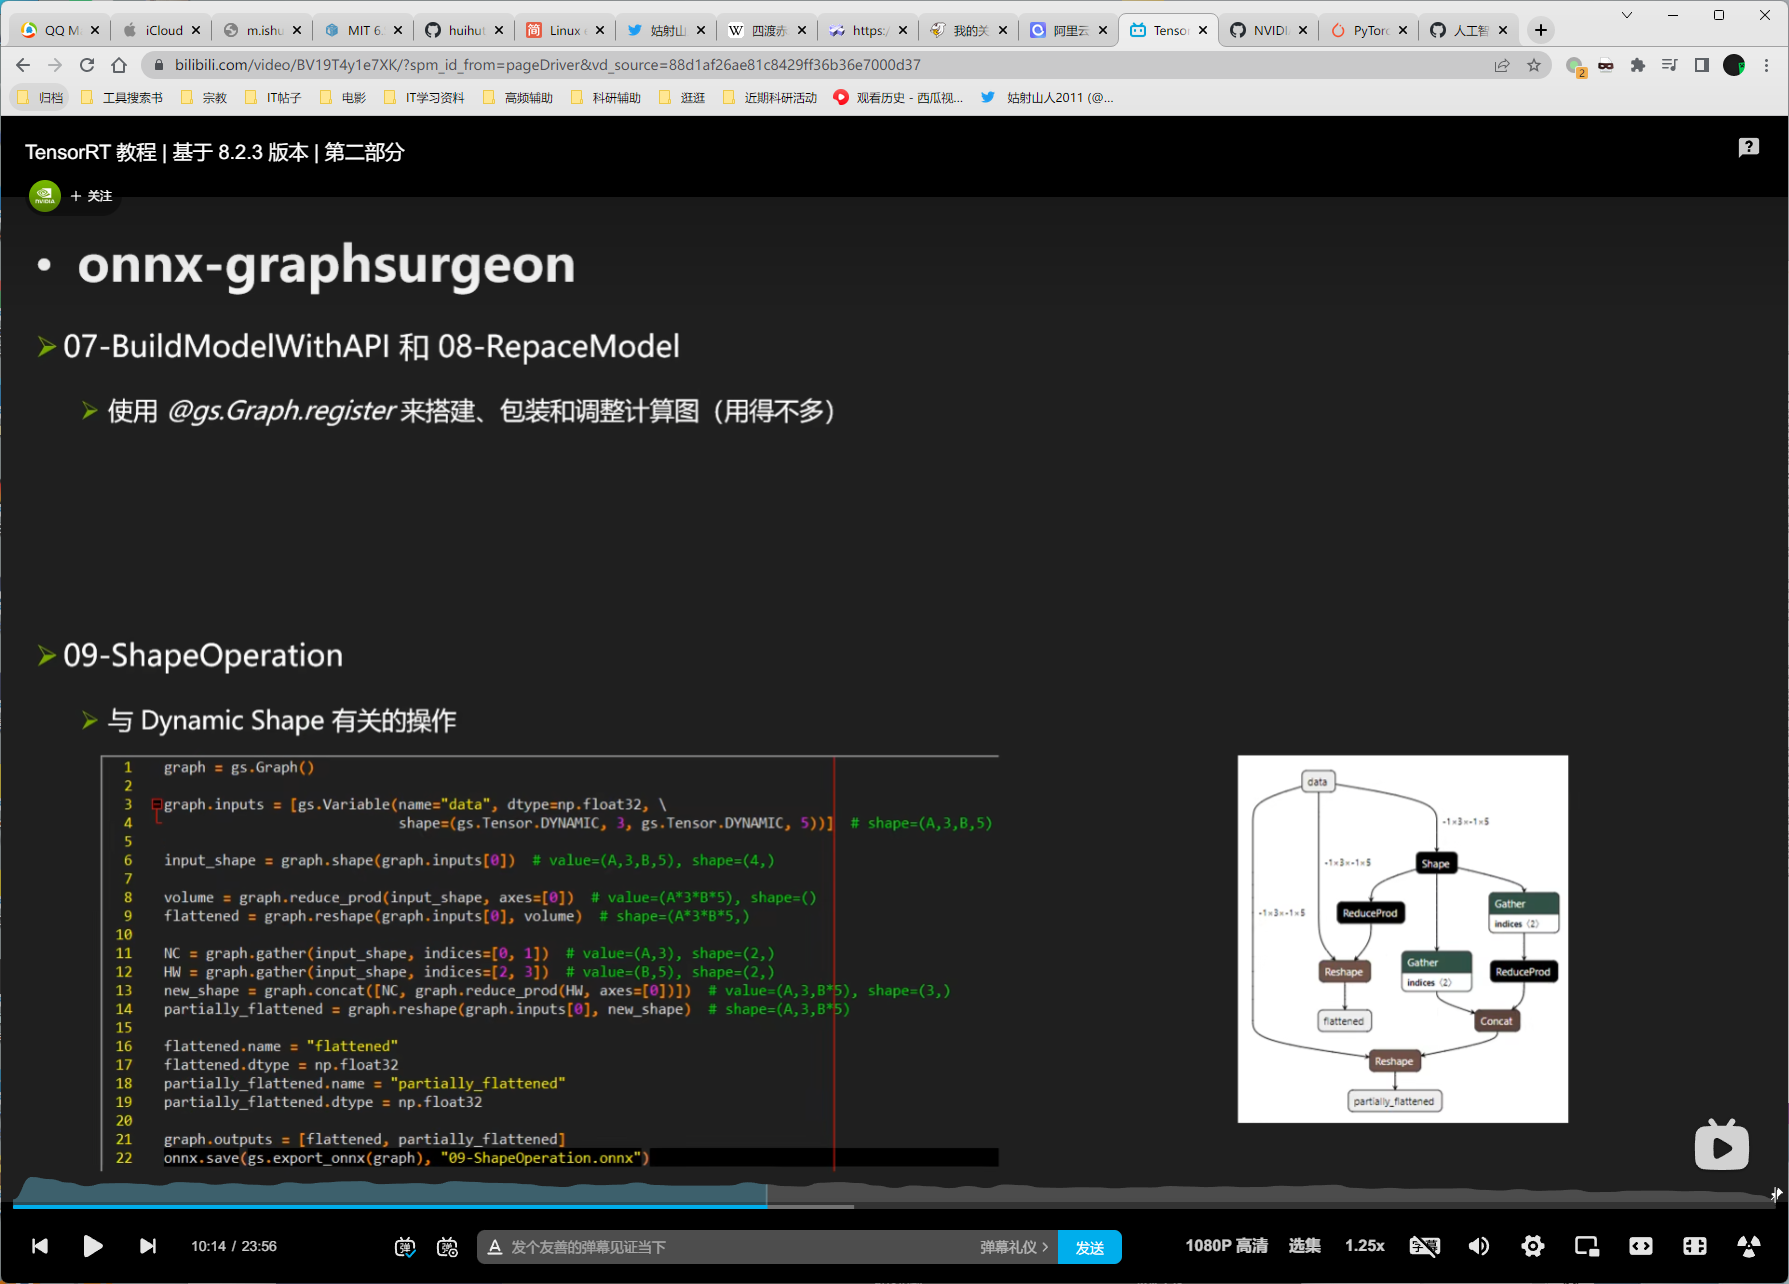 QQ M
iCloud
m.ishu
MIT 6.
huihut
Linux
姑射山
四渡赤
https:/
我的关
阿里云
Tensor
NVIDI
PyTorc
人工智
bilibili.com/video/BV19T4y1e7XK/?spm_id_from=pageDriver&vd_source=88d1af26ae81c8429ff36b36e7000d37
2
归档
工具搜索书
宗教
IT帖子
电影
IT学习资料
高频辅助
科研辅助
逛逛
近期科研活动
观看历史 - 西瓜视...
姑射山人2011 (@...
TensorRT 教程 | 基于 8.2.3 版本 | 第二部分
NVIDIA
+ 关注
• onnx-graphsurgeon
07-BuildModelWithAPI 和 08-RepaceModel
使用 @gs.Graph.register 来搭建、包装和调整计算图（用得不多）
09-ShapeOperation
与 Dynamic Shape 有关的操作
1 graph = gs.Graph()
2
3 graph.inputs = [gs.Variable(name="data", dtype=np.float32, \
4 shape=(gs.Tensor.DYNAMIC, 3, gs.Tensor.DYNAMIC, 5))] # shape=(A,3,B,5)
5
6 input_shape = graph.shape(graph.inputs[0]) # value=(A,3,B,5), shape=(4,)
7
8 volume = graph.reduce_prod(input_shape, axes=[0]) # value=(A*3*B*5), shape=()
9 flattened = graph.reshape(graph.inputs[0], volume) # shape=(A*3*B*5,)
10
11 NC = graph.gather(input_shape, indices=[0, 1]) # value=(A,3), shape=(2,)
12 HW = graph.gather(input_shape, indices=[2, 3]) # value=(B,5), shape=(2,)
13 new_shape = graph.concat([NC, graph.reduce_prod(HW, axes=[0])]) # value=(A,3,B*5), shape=(3,)
14 partially_flattened = graph.reshape(graph.inputs[0], new_shape) # shape=(A,3,B*5)
15
16 flattened.name = "flattened"
17 flattened.dtype = np.float32
18 partially_flattened.name = "partially_flattened"
19 partially_flattened.dtype = np.float32
20
21 graph.outputs = [flattened, partially_flattened]
22 onnx.save(gs.export_onnx(graph), "09-ShapeOperation.onnx")
data
-1×3×-1×5
-1×3×-1×5
Shape
-1×3×-1×5
ReduceProd
Gather
indices ⟨2⟩
Reshape
Gather
indices ⟨2⟩
ReduceProd
flattened
Concat
Reshape
partially_flattened
10:14 / 23:56
弹
弹
A 发个友善的弹幕见证当下
弹幕礼仪 >
发送
1080P 高清
选集
1.25x